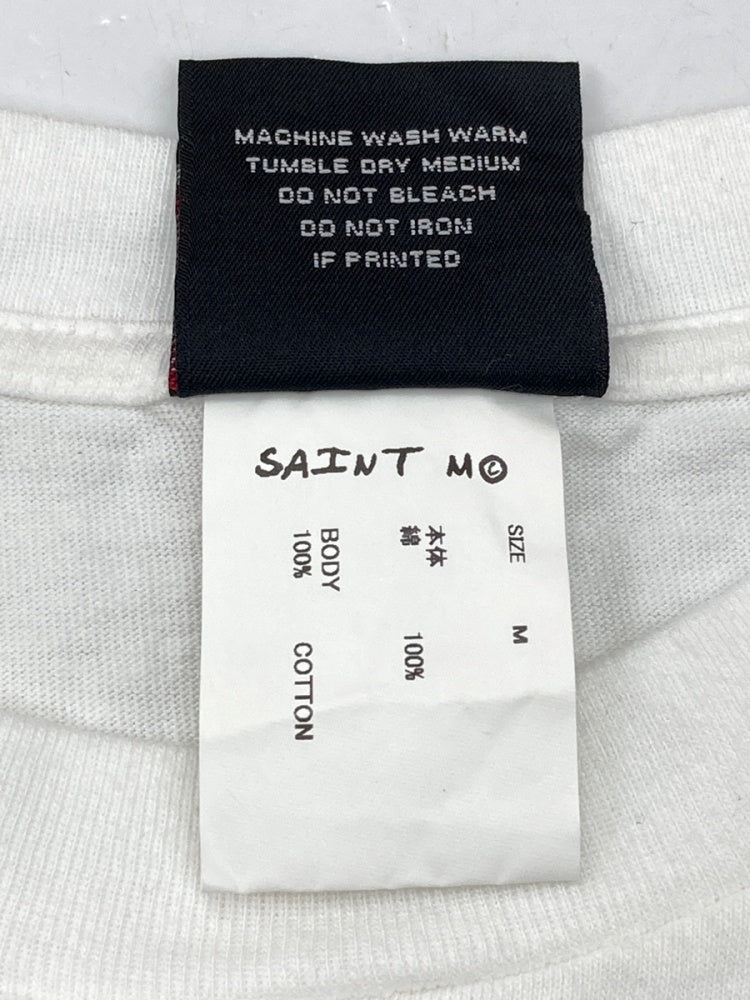 MACHINE WASH WARM
TUMBLE DRY MEDIUM
DO NOT BLEACH
DO NOT IRON
IF PRINTED
SAINT M©
SIZE M
本体
綿 100%
BODY
100% COTTON